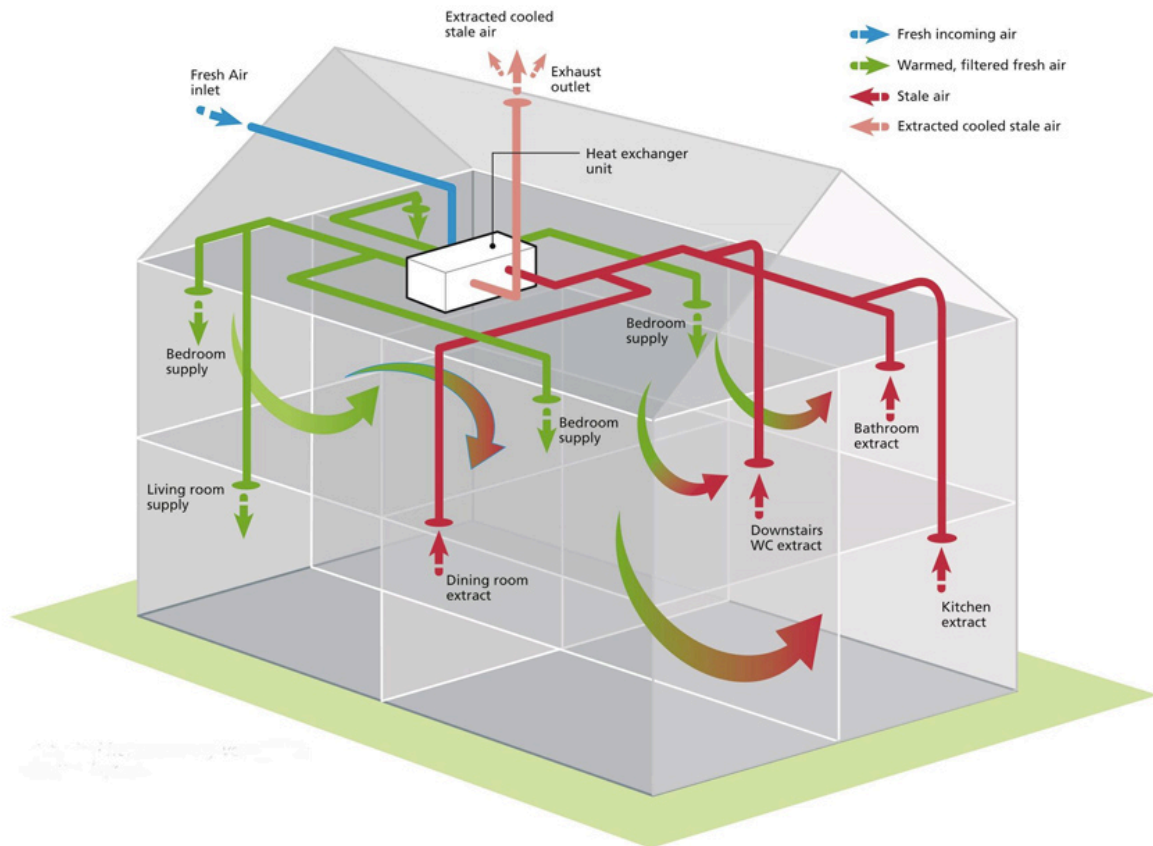 Extracted cooled
stale air
Fresh Air
inlet
Exhaust
outlet
Heat exchanger
unit
Fresh incoming air
Warmed, filtered fresh air
Stale air
Extracted cooled stale air
Bedroom
supply
Bedroom
supply
Bedroom
supply
Bathroom
extract
Living room
supply
Downstairs
WC extract
Dining room
extract
Kitchen
extract